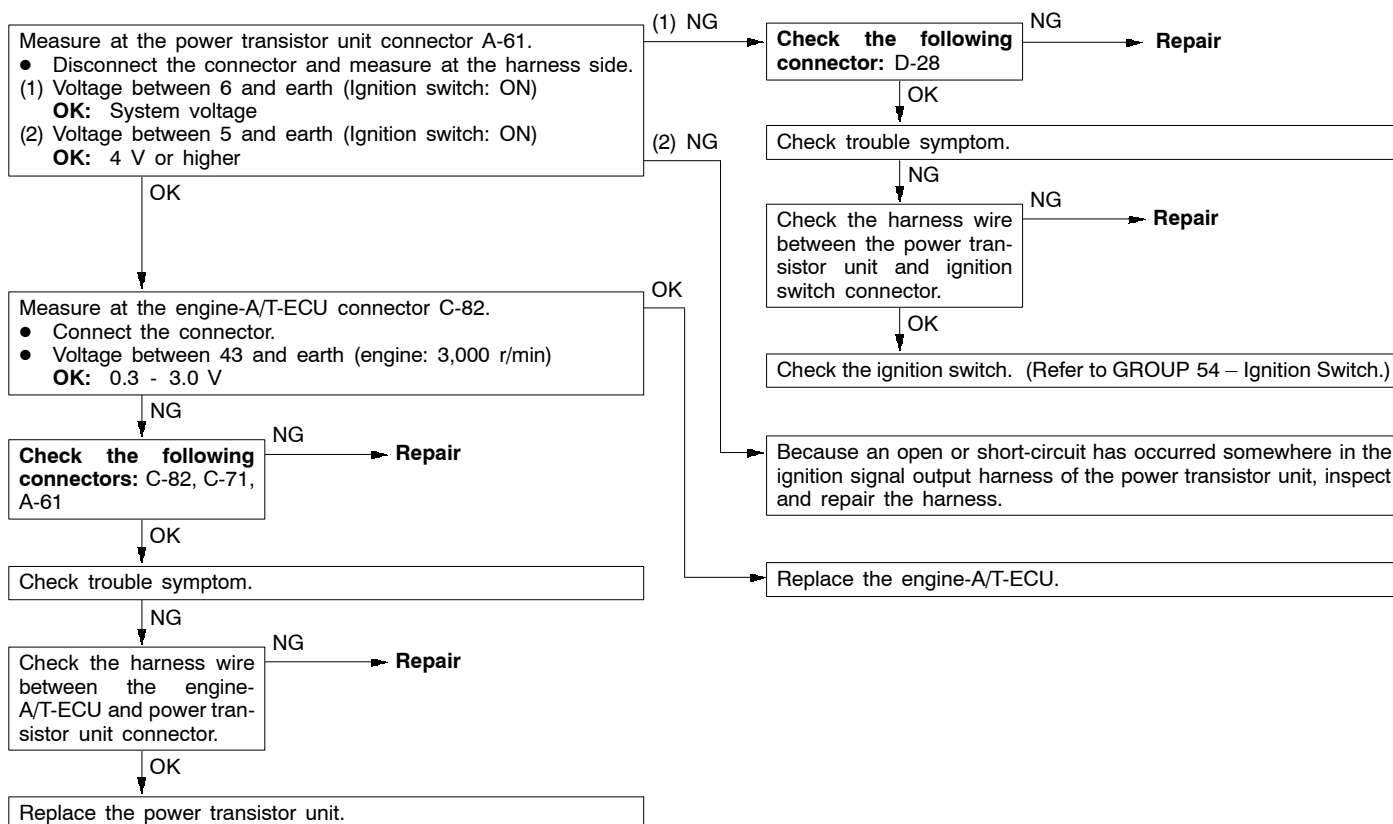 Measure at the power transistor unit connector A-61.
● Disconnect the connector and measure at the harness side.
(1) Voltage between 6 and earth (Ignition switch: ON)
OK: System voltage
(2) Voltage between 5 and earth (Ignition switch: ON)
OK: 4 V or higher
(1) NG
(2) NG
OK
Measure at the engine-A/T-ECU connector C-82.
● Connect the connector.
● Voltage between 43 and earth (engine: 3,000 r/min)
OK: 0.3 - 3.0 V
OK
NG
Check the following
connectors: C-82, C-71,
A-61
NG
Repair
OK
Check trouble symptom.
NG
Check the harness wire
between the engine-
A/T-ECU and power tran-
sistor unit connector.
NG
Repair
OK
Replace the power transistor unit.
Check the following
connector: D-28
NG
Repair
OK
Check trouble symptom.
NG
Check the harness wire
between the power tran-
sistor unit and ignition
switch connector.
NG
Repair
OK
Check the ignition switch. (Refer to GROUP 54 – Ignition Switch.)
Because an open or short-circuit has occurred somewhere in the
ignition signal output harness of the power transistor unit, inspect
and repair the harness.
Replace the engine-A/T-ECU.